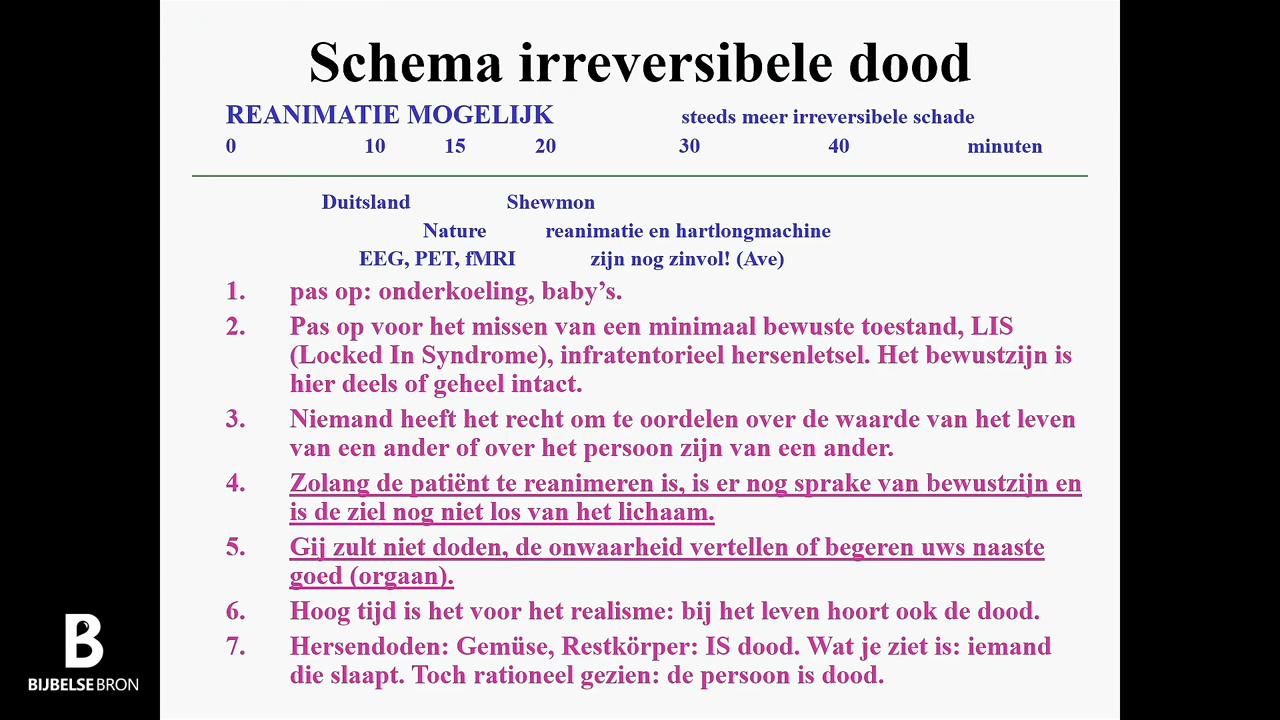 Schema irreversibele dood
REANIMATIE MOGELIJK steeds meer irreversibele schade
0 10 15 20 30 40 minuten
Duitsland Shewmon
Nature reanimatie en hartlongmachine
EEG, PET, fMRI zijn nog zinvol! (Ave)
1. pas op: onderkoeling, baby’s.
2. Pas op voor het missen van een minimaal bewuste toestand, LIS
(Locked In Syndrome), infratentorieel hersenletsel. Het bewustzijn is
hier deels of geheel intact.
3. Niemand heeft het recht om te oordelen over de waarde van het leven
van een ander of over het persoon zijn van een ander.
4. Zolang de patiënt te reanimeren is, is er nog sprake van bewustzijn en
is de ziel nog niet los van het lichaam.
5. Gij zult niet doden, de onwaarheid vertellen of begeren uws naaste
goed (orgaan).
6. Hoog tijd is het voor het realisme: bij het leven hoort ook de dood.
7. Hersendoden: Gemüse, Restkörper: IS dood. Wat je ziet is: iemand
die slaapt. Toch rationeel gezien: de persoon is dood.
B
BIJBELSE BRON